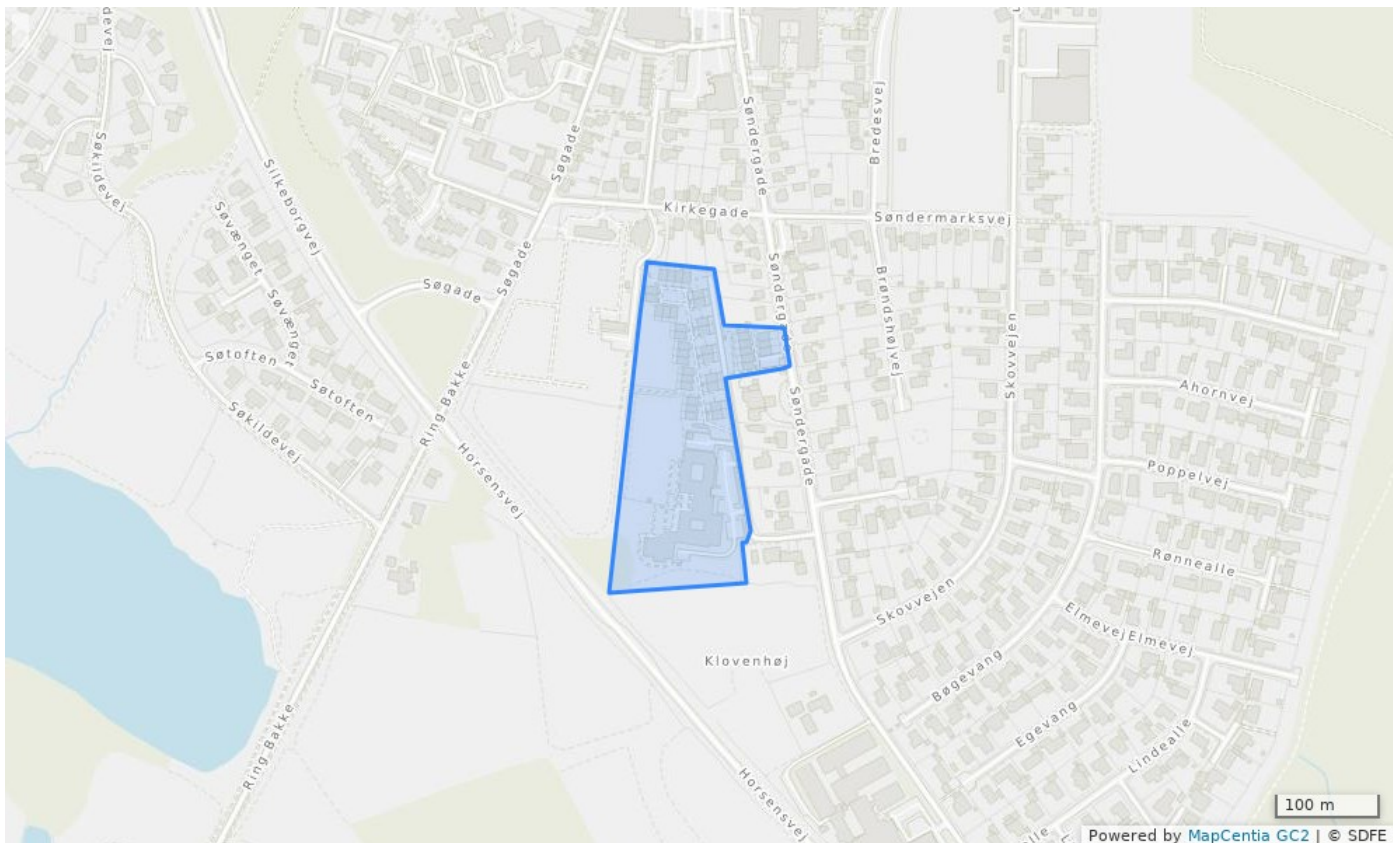 devej
Søkildevej
Silkeborgvej
Søvænget
Søvænget
Søgade
Søndergade
Bredesvej
Kirkegade
Søndermarksvej
Søgade
Søgade
Søndergade
Brøndshøjvej
Skovvejen
Søtoften
Søtoften
Søkildevej
Ring Bakke
Horsensvej
Søndergade
Ahornvej
Poppelvej
Rønnealle
Skovvejen
Elmevej
Elmevej
Klovenhøj
Bøgevang
Egevang
Lindealle
Ring Bakke
Horsensvej
100 m
Powered by MapCentia GC2 | © SDFE